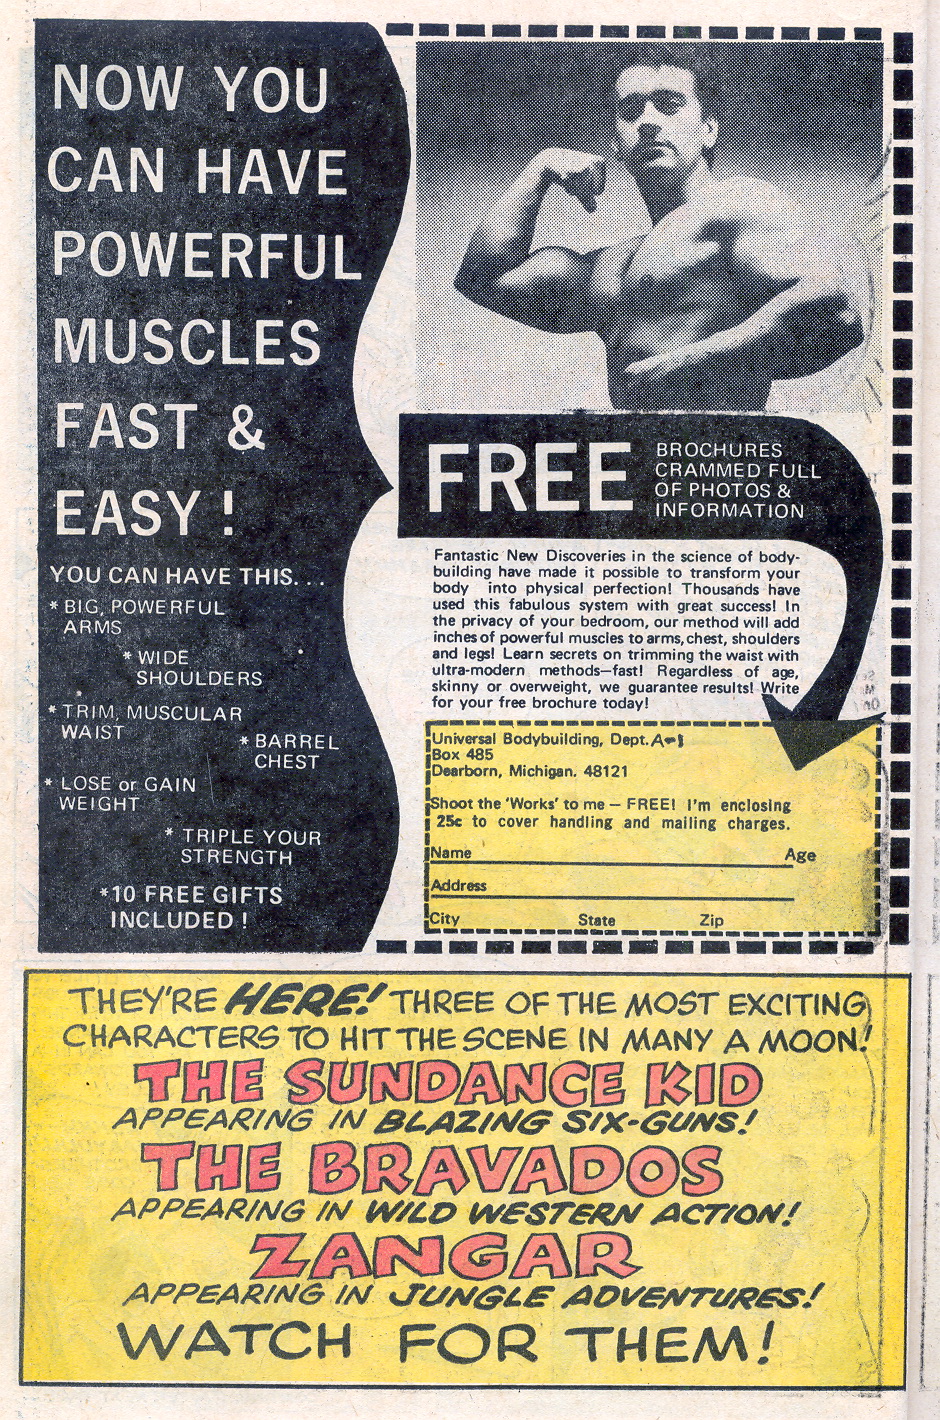 NOW YOU
CAN HAVE
POWERFUL
MUSCLES
FAST &
EASY!
YOU CAN HAVE THIS. . .
* BIG, POWERFUL
ARMS
* WIDE
SHOULDERS
* TRIM, MUSCULAR
WAIST
* BARREL
CHEST
* LOSE or GAIN
WEIGHT
* TRIPLE YOUR
STRENGTH
*10 FREE GIFTS
INCLUDED !
FREE
BROCHURES
CRAMMED FULL
OF PHOTOS &
INFORMATION
Fantastic New Discoveries in the science of body-
building have made it possible to transform your
body into physical perfection! Thousands have
used this fabulous system with great success! In
the privacy of your bedroom, our method will add
inches of powerful muscles to arms, chest, shoulders
and legs! Learn secrets on trimming the waist with
ultra-modern methods—fast! Regardless of age,
skinny or overweight, we guarantee results! Write
for your free brochure today!
Universal Bodybuilding, Dept. A-1
Box 485
Dearborn, Michigan. 48121
Shoot the 'Works' to me — FREE! I'm enclosing
25c to cover handling and mailing charges.
Name Age
Address
City State Zip
THEY'RE HERE! THREE OF THE MOST EXCITING
CHARACTERS TO HIT THE SCENE IN MANY A MOON!
THE SUNDANCE KID
APPEARING IN BLAZING SIX-GUNS!
THE BRAVADOS
APPEARING IN WILD WESTERN ACTION!
ZANGAR
APPEARING IN JUNGLE ADVENTURES!
WATCH FOR THEM!